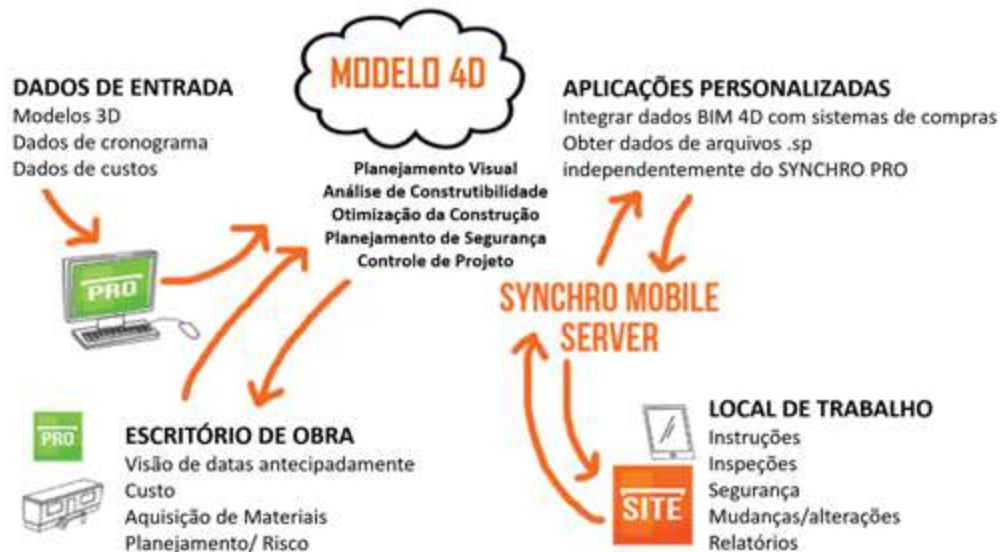 MODELO 4D
DADOS DE ENTRADA
Modelos 3D
Dados de cronograma
Dados de custos
PRO
Planejamento Visual
Análise de Construtibilidade
Otimização da Construção
Planejamento de Segurança
Controle de Projeto
APLICAÇÕES PERSONALIZADAS
Integrar dados BIM 4D com sistemas de compras
Obter dados de arquivos .sp
independentemente do SYNCHRO PRO
SYNCHRO MOBILE
SERVER
PRO
ESCRITÓRIO DE OBRA
Visão de datas antecipadamente
Custo
Aquisição de Materiais
Planejamento/ Risco
SITE
LOCAL DE TRABALHO
Instruções
Inspeções
Segurança
Mudanças/alterações
Relatórios